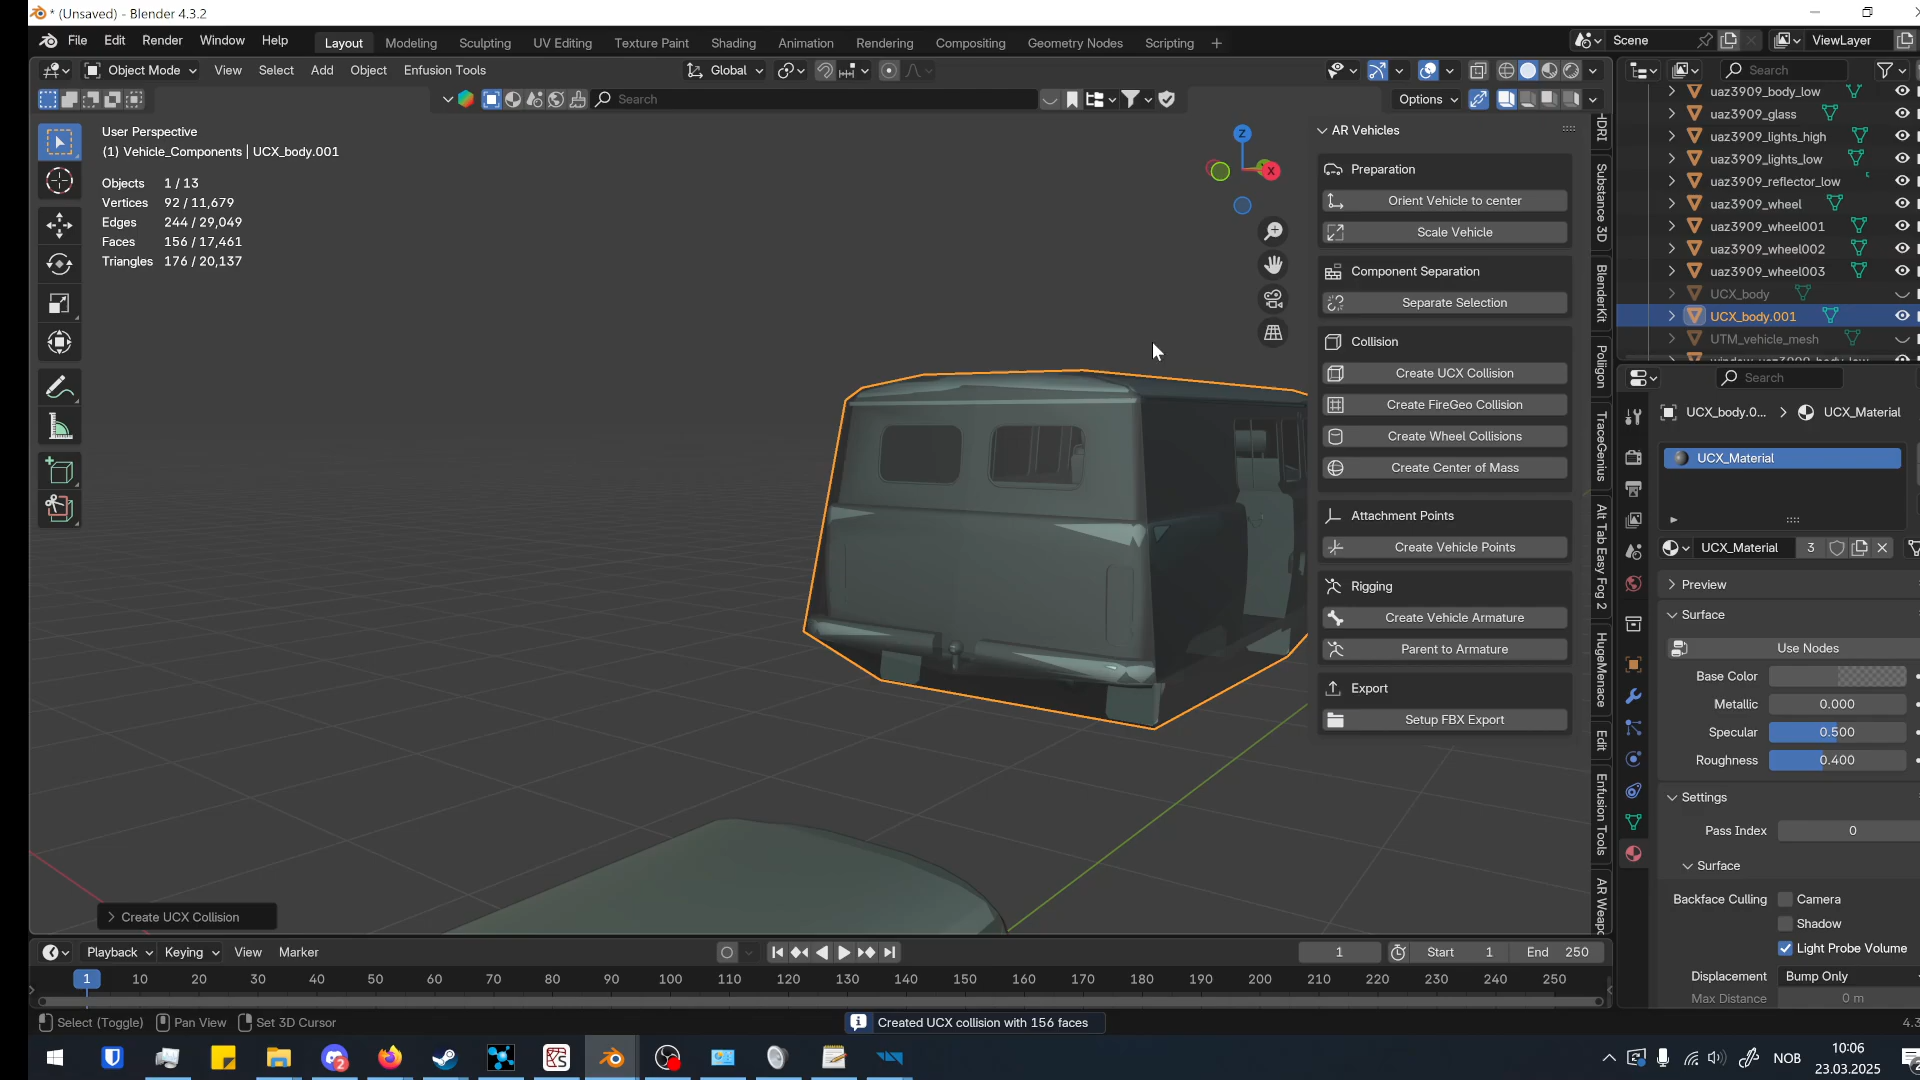 * (Unsaved) - Blender 4.3.2
File Edit Render Window Help Layout Modeling Sculpting UV Editing Texture Paint Shading Animation Rendering Compositing Geometry Nodes Scripting + Scene ViewLayer
Object Mode View Select Add Object Enfusion Tools Global Search
Search Options
User Perspective
(1) Vehicle_Components | UCX_body.001
Objects 1 / 13
Vertices 92 / 11,679
Edges 244 / 29,049
Faces 156 / 17,461
Triangles 176 / 20,137
Z
X
AR Vehicles
Preparation
Orient Vehicle to center
Scale Vehicle
Component Separation
Separate Selection
Collision
Create UCX Collision
Create FireGeo Collision
Create Wheel Collisions
Create Center of Mass
Attachment Points
Create Vehicle Points
Rigging
Create Vehicle Armature
Parent to Armature
Export
Setup FBX Export
HDRI
Substance 3D
BlenderKit
Poliigon
TraceGenius
Alt Tab Easy Fog 2
HugeMenace
Edit
Enfusion Tools
AR Weapo
uaz3909_body_low
uaz3909_glass
uaz3909_lights_high
uaz3909_lights_low
uaz3909_reflector_low
uaz3909_wheel
uaz3909_wheel001
uaz3909_wheel002
uaz3909_wheel003
UCX_body
UCX_body.001
UTM_vehicle_mesh
Search
UCX_body.0... UCX_Material
UCX_Material
UCX_Material 3
Preview
Surface
Use Nodes
Base Color
Metallic 0.000
Specular 0.500
Roughness 0.400
Settings
Pass Index 0
Surface
Backface Culling Camera
Shadow
Light Probe Volume
Displacement Bump Only
Max Distance 0 m
Create UCX Collision
Playback Keying View Marker 1 Start 1 End 250
1 10 20 30 40 50 60 70 80 90 100 110 120 130 140 150 160 170 180 190 200 210 220 230 240 250
Select (Toggle) Pan View Set 3D Cursor Created UCX collision with 156 faces 4.3
2
NOB
10:06
23.03.2025